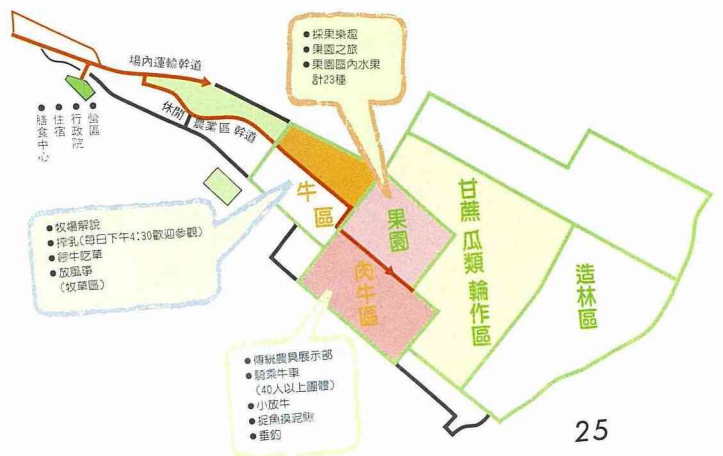 ● 採東樂趣
● 果園之旅
● 果園區內水果
計23種
場內運輸幹道
休閒農業區幹道
● 營區
● 行政院
● 住宿
● 膳食中心
牛區
果園
肉牛區
甘蔗瓜類輪作區
造林區
● 牧場解說
● 搾乳(每日下午4:30歡迎參觀)
● 吃草
● 放風箏
(牧草區)
● 傳統農具展示部
● 騎乘牛車
(40人以上團體)
● 小放牛
● 捉魚摸泥鰍
● 垂釣
25